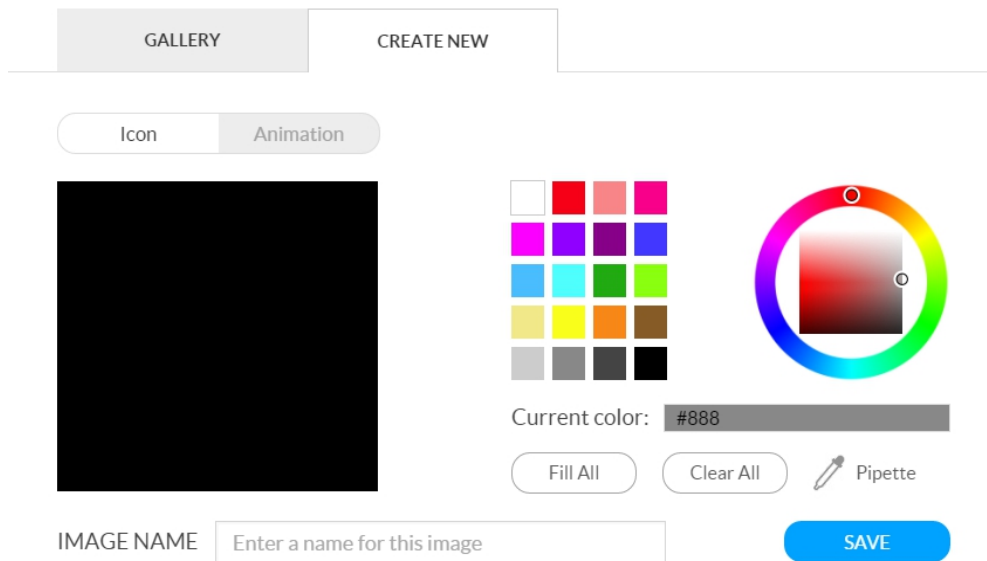 GALLERY CREATE NEW
Icon Animation
Current color: #888
Fill All Clear All Pipette
IMAGE NAME Enter a name for this image SAVE